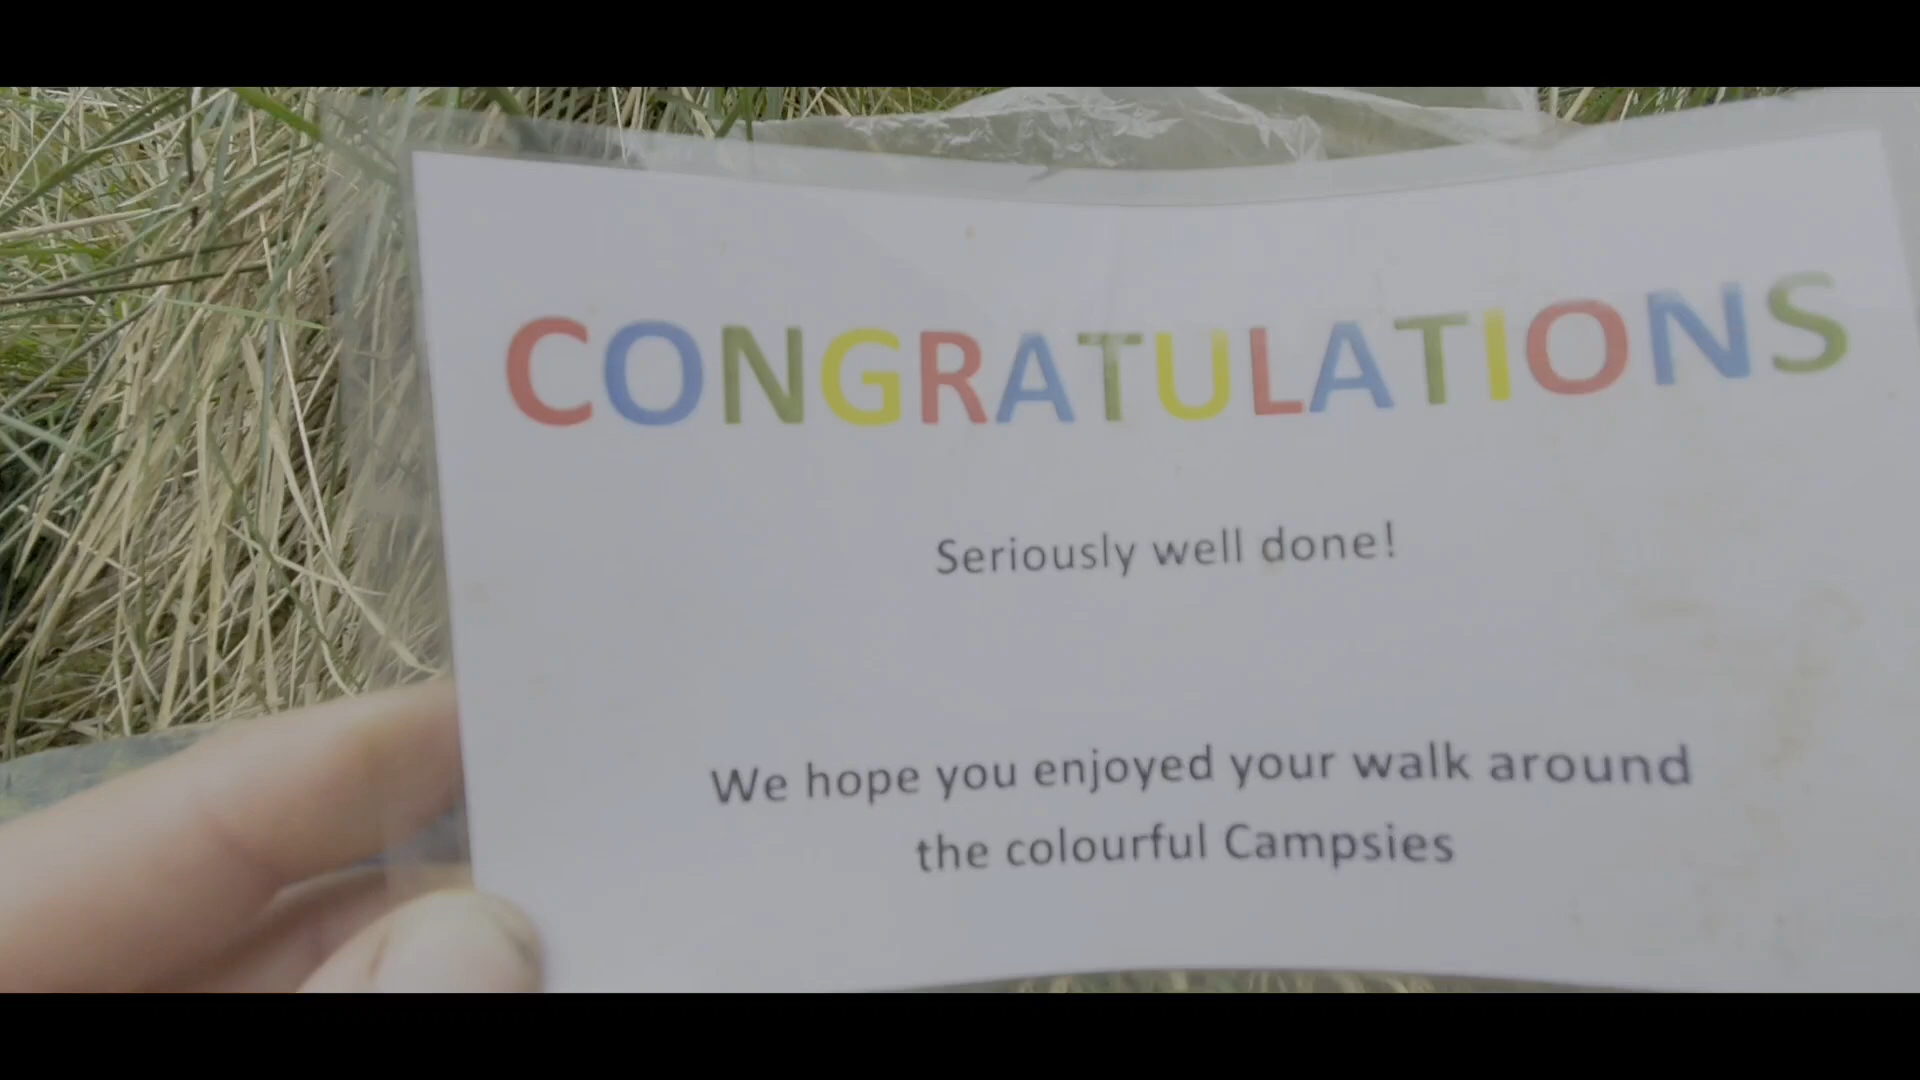 CONGRATULATIONS
Seriously well done!
We hope you enjoyed your walk around
the colourful Campsies